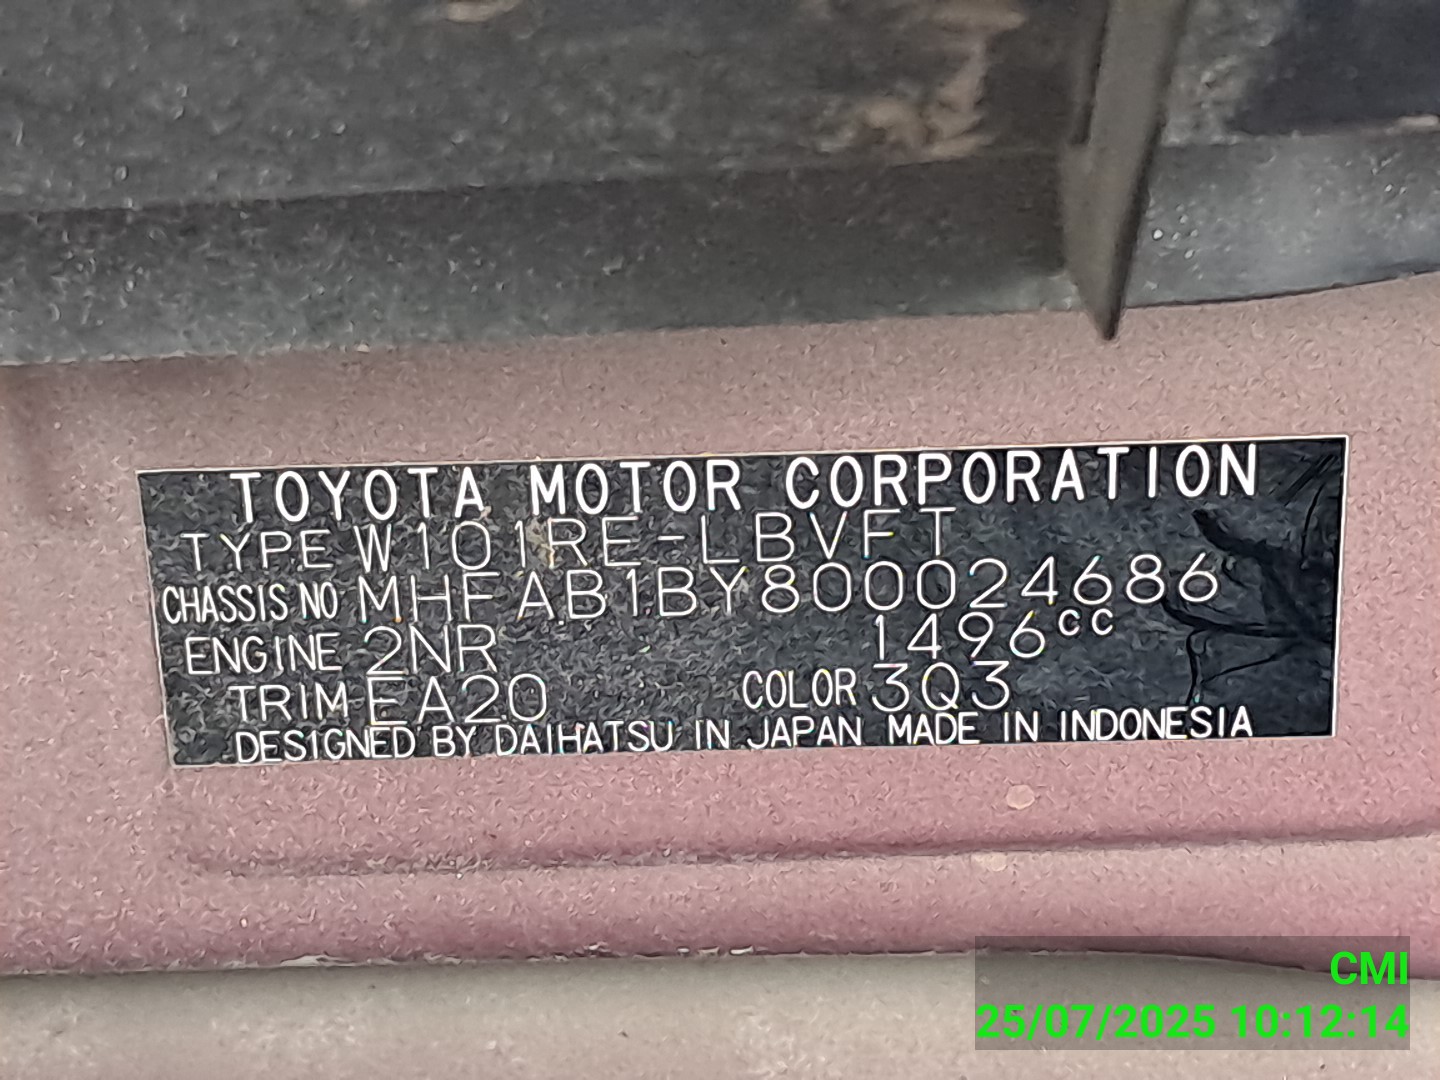 TOYOTA MOTOR CORPORATION
TYPE W101RE-LBVFT
CHASSIS NO MHFAB1BY800024686
ENGINE 2NR 1496cc
TRIM EA20 COLOR 3Q3
DESIGNED BY DAIHATSU IN JAPAN MADE IN INDONESIA
CMI
25/07/2025 10:12:14